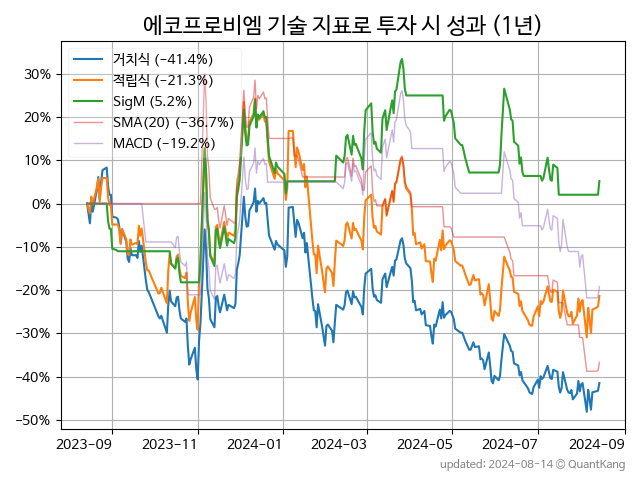 에코프로비엠 기술 지표로 투자 시 성과 (1년)
거치식 (−41.4%)
적립식 (−21.3%)
SigM (5.2%)
SMA(20) (−36.7%)
MACD (−19.2%)
30%
20%
10%
0%
−10%
−20%
−30%
−40%
−50%
2023-09 2023-11 2024-01 2024-03 2024-05 2024-07 2024-09
updated: 2024-08-14 © QuantKang